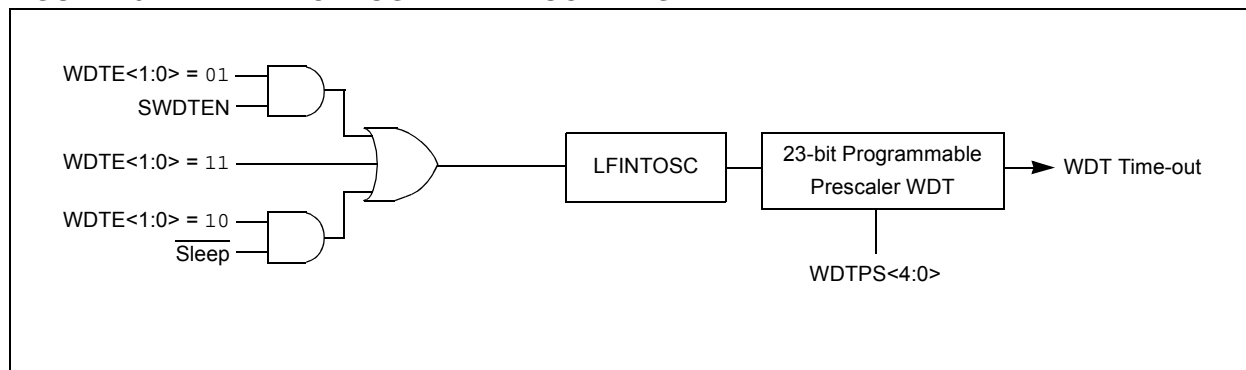 WDTE<1:0> = 01
SWDTEN
WDTE<1:0> = 11
WDTE<1:0> = 10
Sleep
LFINTOSC
23-bit Programmable
Prescaler WDT
WDT Time-out
WDTPS<4:0>